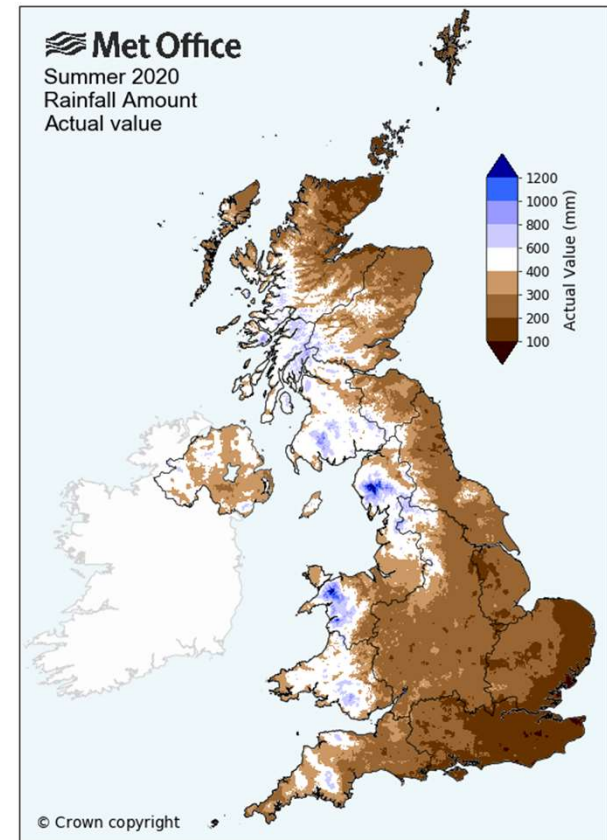 Met Office
Summer 2020
Rainfall Amount
Actual value
1200
1000
800
600
400
300
200
100
Actual Value (mm)
© Crown copyright